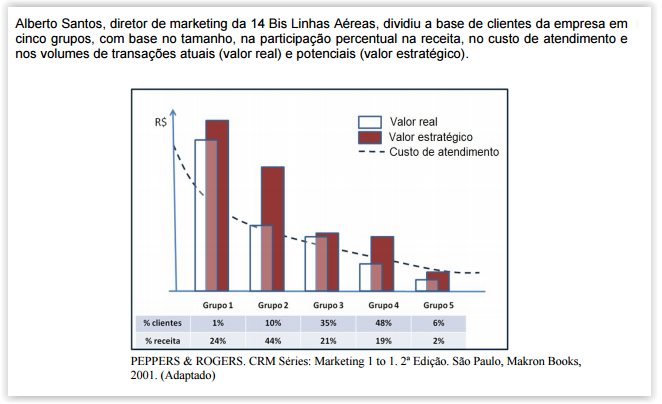 Alberto Santos, diretor de marketing da 14 Bis Linhas Aéreas, dividiu a base de clientes da empresa em
cinco grupos, com base no tamanho, na participação percentual na receita, no custo de atendimento e
nos volumes de transações atuais (valor real) e potenciais (valor estratégico).
R$
Valor real
Valor estratégico
Custo de atendimento
Grupo 1 Grupo 2 Grupo 3 Grupo 4 Grupo 5
% clientes 1% 10% 35% 48% 6%
% receita 24% 44% 21% 19% 2%
PEPPERS & ROGERS. CRM Séries: Marketing 1 to 1. 2ª Edição. São Paulo, Makron Books,
2001. (Adaptado)